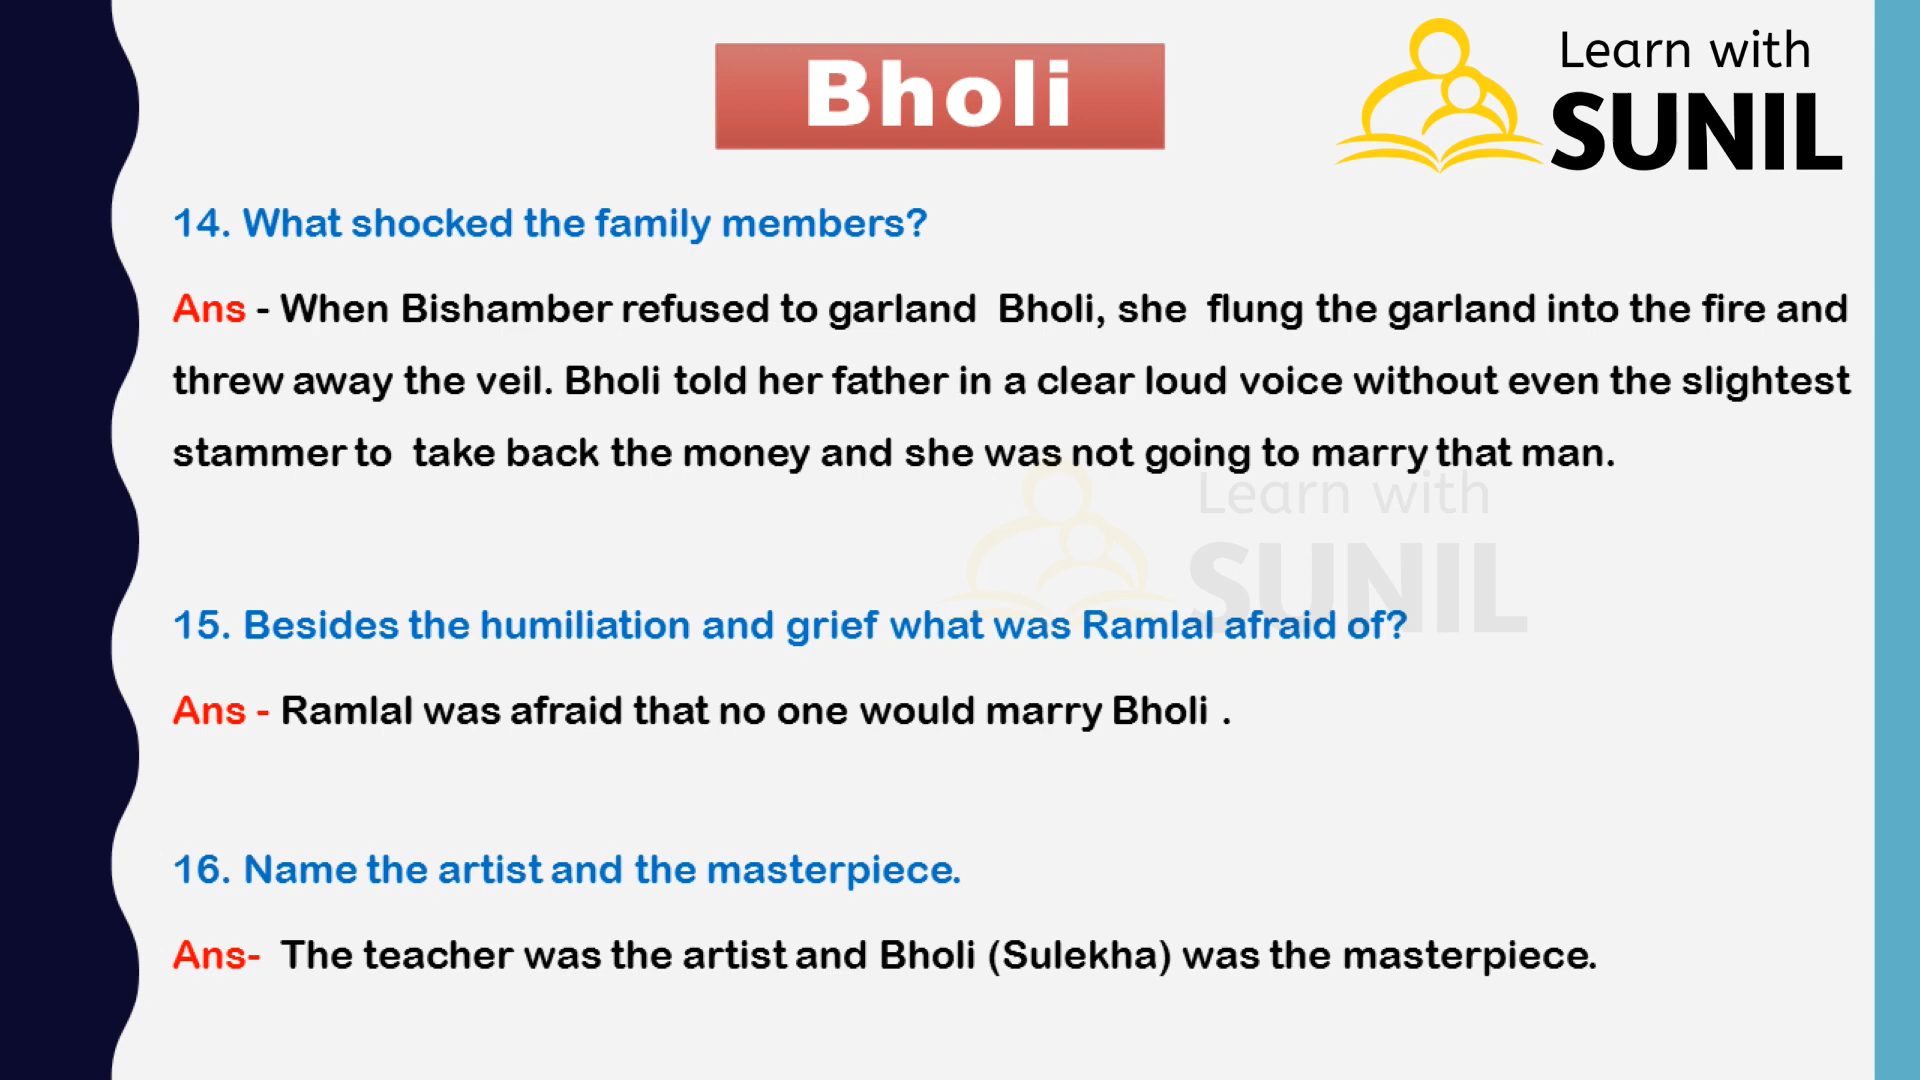 Bholi
Learn with
SUNIL
14. What shocked the family members?
Ans - When Bishamber refused to garland Bholi, she flung the garland into the fire and
threw away the veil. Bholi told her father in a clear loud voice without even the slightest
stammer to take back the money and she was not going to marry that man.
Learn with
SUNIL
15. Besides the humiliation and grief what was Ramlal afraid of?
Ans - Ramlal was afraid that no one would marry Bholi .
16. Name the artist and the masterpiece.
Ans- The teacher was the artist and Bholi (Sulekha) was the masterpiece.